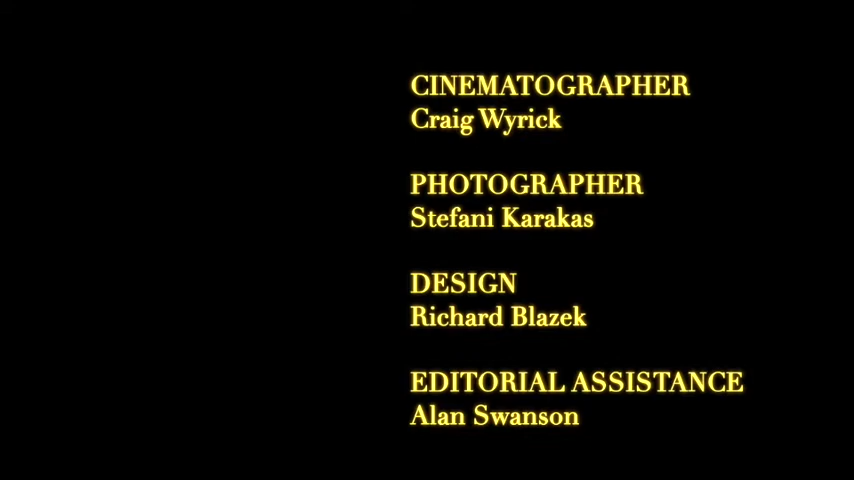 CINEMATOGRAPHER
Craig Wyrick
PHOTOGRAPHER
Stefani Karakas
DESIGN
Richard Blazek
EDITORIAL ASSISTANCE
Alan Swanson